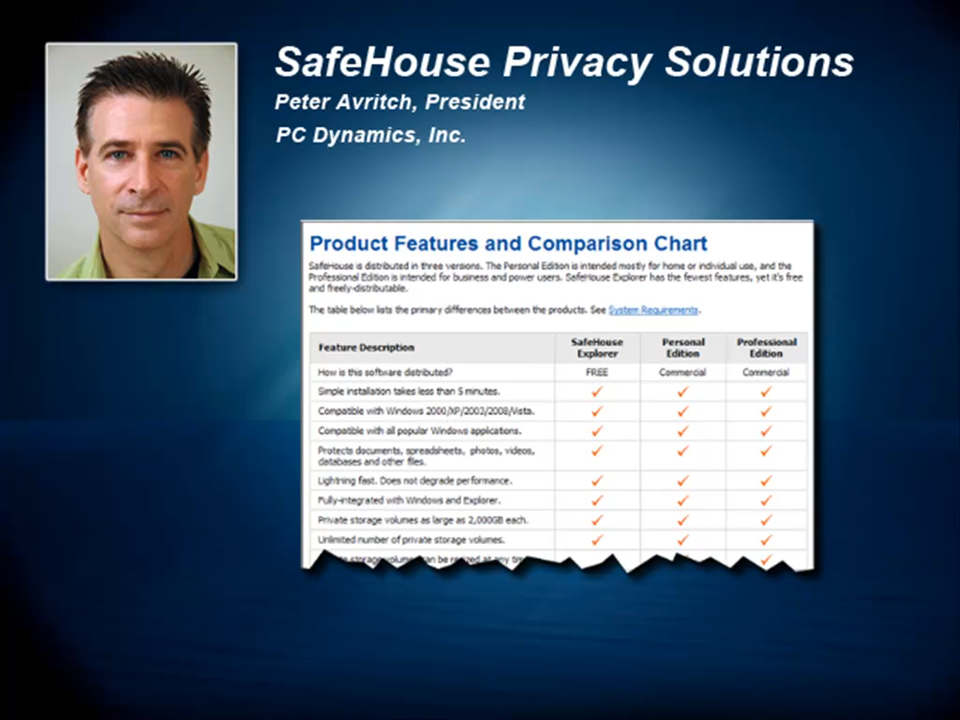 SafeHouse Privacy Solutions
Peter Avritch, President
PC Dynamics, Inc.
Product Features and Comparison Chart
SafeHouse is distributed in three versions. The Personal Edition is intended mostly for home or individual use, and the
Professional Edition is intended for business and power users. SafeHouse Explorer has the fewest features, yet it's free
and freely-distributable.
The table below lists the primary differences between the products. See System Requirements.
Feature Description SafeHouse Explorer Personal Edition Professional Edition
How is this software distributed? FREE Commercial Commercial
Simple installation takes less than 5 minutes. ✓ ✓ ✓
Compatible with Windows 2000/XP/2003/2008/Vista. ✓ ✓ ✓
Compatible with all popular Windows applications. ✓ ✓ ✓
Protects documents, spreadsheets, photos, videos, ✓ ✓ ✓
databases and other files.
Lightning fast. Does not degrade performance. ✓ ✓ ✓
Fully-integrated with Windows and Explorer. ✓ ✓ ✓
Private storage volumes as large as 2,000GB each. ✓ ✓ ✓
Unlimited number of private storage volumes. ✓ ✓ ✓
storage can be at any ✓